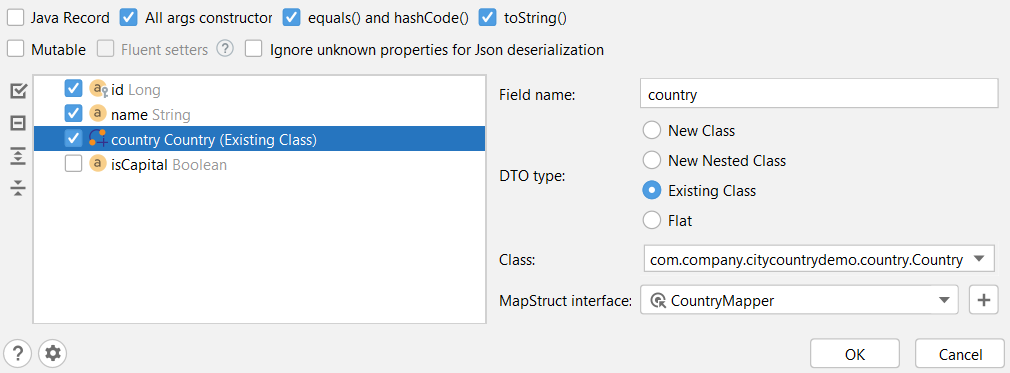 Java Record All args constructor equals() and hashCode() toString()
Mutable Fluent setters ? Ignore unknown properties for Json deserialization
a id Long
a name String
country Country (Existing Class)
a isCapital Boolean
Field name: country
DTO type:
New Class
New Nested Class
Existing Class
Flat
Class: com.company.citycountrydemo.country.Country
MapStruct interface: CountryMapper
? OK Cancel